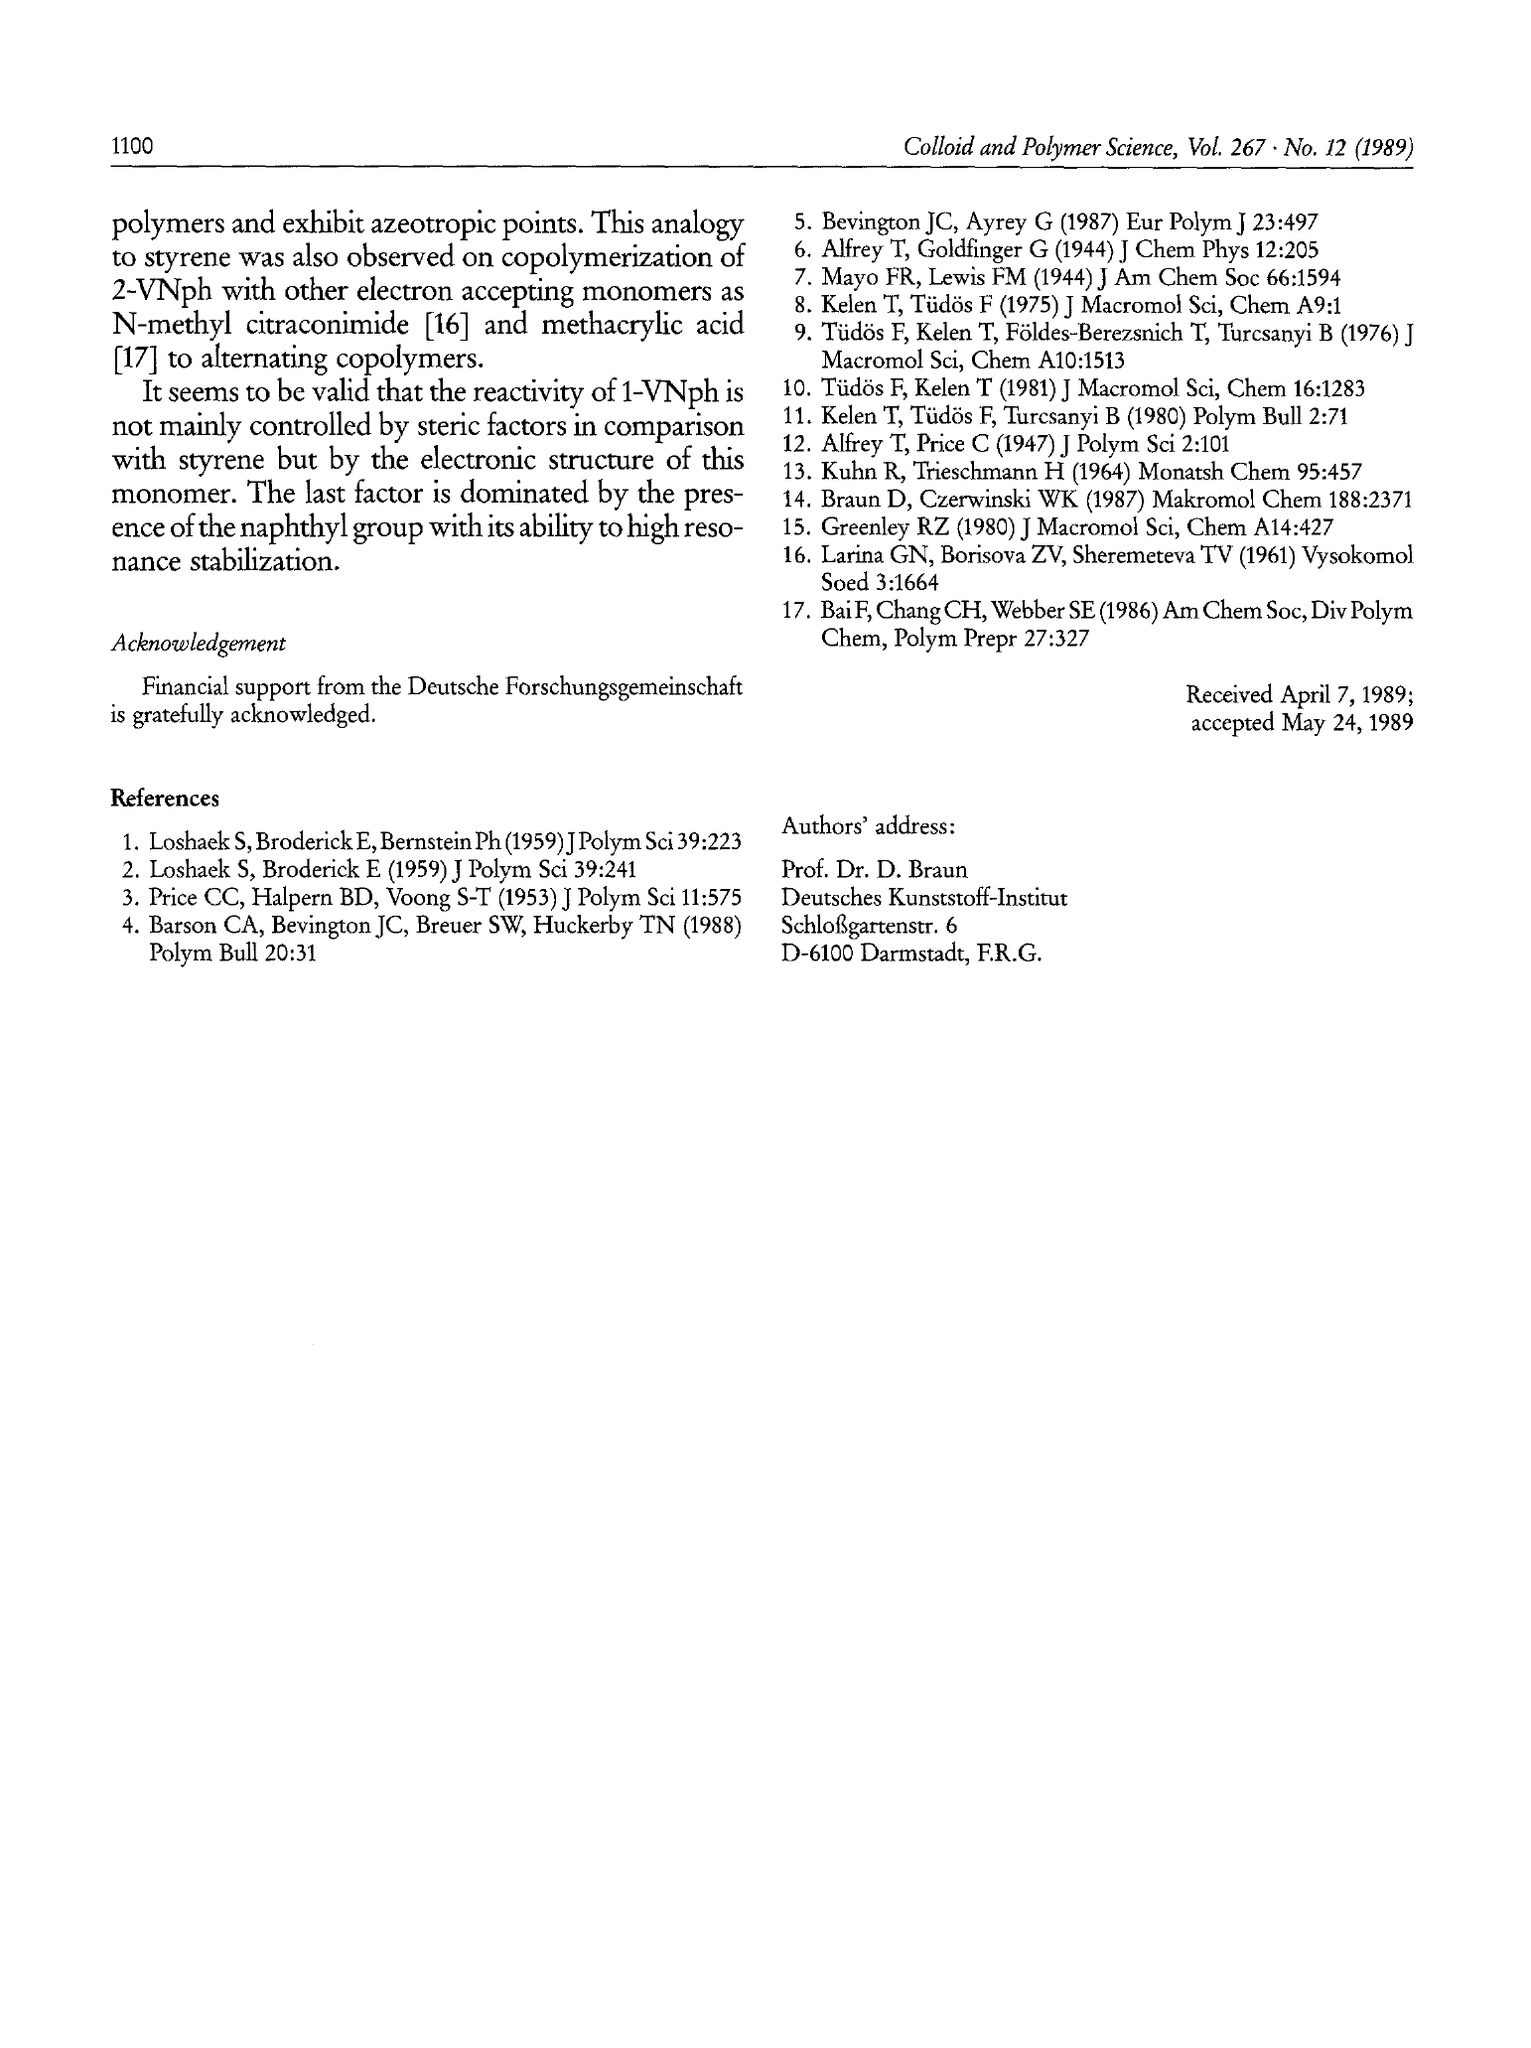 1100
Colloid and Polymer Science, Vol. 267 · No. 12 (1989)
polymers and exhibit azeotropic points. This analogy
to styrene was also observed on copolymerization of
2-VNph with other electron accepting monomers as
N-methyl citraconimide [16] and methacrylic acid
[17] to alternating copolymers.
It seems to be valid that the reactivity of 1-VNph is
not mainly controlled by steric factors in comparison
with styrene but by the electronic structure of this
monomer. The last factor is dominated by the pres-
ence of the naphthyl group with its ability to high reso-
nance stabilization.
Acknowledgement
Financial support from the Deutsche Forschungsgemeinschaft
is gratefully acknowledged.
References
1. Loshaek S, Broderick E, Bernstein Ph (1959) J Polym Sci 39:223
2. Loshaek S, Broderick E (1959) J Polym Sci 39:241
3. Price CC, Halpern BD, Voong S-T (1953) J Polym Sci 11:575
4. Barson CA, Bevington JC, Breuer SW, Huckerby TN (1988)
Polym Bull 20:31
5. Bevington JC, Ayrey G (1987) Eur Polym J 23:497
6. Alfrey T, Goldfinger G (1944) J Chem Phys 12:205
7. Mayo FR, Lewis FM (1944) J Am Chem Soc 66:1594
8. Kelen T, Tüdös F (1975) J Macromol Sci, Chem A9:1
9. Tüdös F, Kelen T, Földes-Berezsnich T, Turcsanyi B (1976) J
Macromol Sci, Chem A10:1513
10. Tüdös F, Kelen T (1981) J Macromol Sci, Chem 16:1283
11. Kelen T, Tüdös F, Turcsanyi B (1980) Polym Bull 2:71
12. Alfrey T, Price C (1947) J Polym Sci 2:101
13. Kuhn R, Trieschmann H (1964) Monatsh Chem 95:457
14. Braun D, Czerwinski WK (1987) Makromol Chem 188:2371
15. Greenley RZ (1980) J Macromol Sci, Chem A14:427
16. Larina GN, Borisova ZV, Sheremeteva TV (1961) Vysokomol
Soed 3:1664
17. Bai F, Chang CH, Webber SE (1986) Am Chem Soc, Div Polym
Chem, Polym Prepr 27:327
Received April 7, 1989;
accepted May 24, 1989
Authors' address:
Prof. Dr. D. Braun
Deutsches Kunststoff-Institut
Schloßgartenstr. 6
D-6100 Darmstadt, F.R.G.